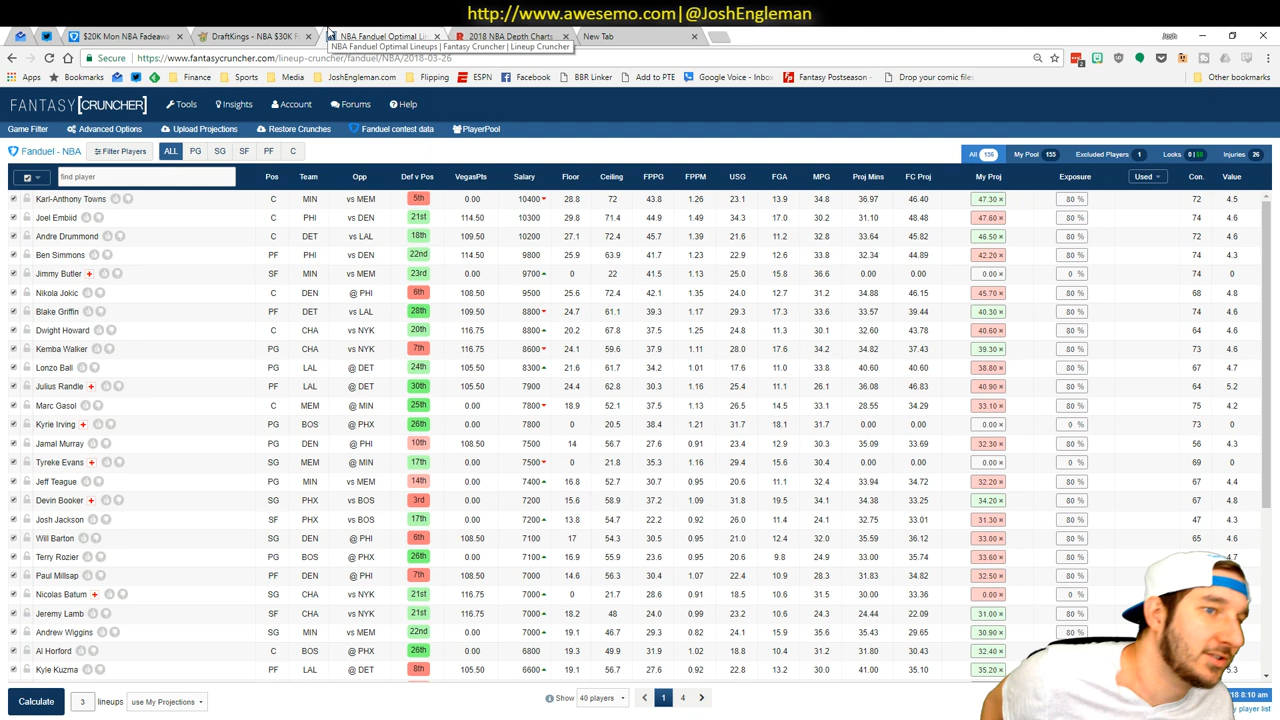 http://www.awesemo.com|@JoshEngleman
$20K Mon NBA Fadeaw × DraftKings - NBA $30K F × NBA Fanduel Optimal Lin × 2018 NBA Depth Charts × New Tab × Josh
NBA Fanduel Optimal Lineups | Fantasy Cruncher | Lineup Cruncher
Secure https://www.fantasycruncher.com/lineup-cruncher/fanduel/NBA/2018-03-26
Apps Bookmarks Finance Sports Media JoshEngleman.com Flipping ESPN Facebook BBR Linker Add to PTE Google Voice - Inbox Fantasy Postseason - Drop your comic files Other bookmarks
FANTASY[CRUNCHER] Tools Insights Account Forums Help
Game Filter Advanced Options Upload Projections Restore Crunches Fanduel contest data PlayerPool
Fanduel - NBA Filter Players ALL PG SG SF PF C All 156 My Pool 155 Excluded Players 1 Locks 0|$0 Injuries 26
find player Pos Team Opp Def v Pos VegasPts Salary Floor Ceiling FPPG FPPM USG FGA MPG Proj Mins FC Proj My Proj Exposure Used Con. Value
Karl-Anthony Towns C MIN vs MEM 5th 0.00 10400 28.8 72 43.8 1.26 23.1 13.9 34.8 36.97 46.40 47.30 × 80 % 72 4.5
Joel Embiid C PHI vs DEN 21st 114.50 10300 29.8 71.4 44.9 1.49 34.3 17.0 30.2 31.10 48.48 47.60 × 80 % 74 4.6
Andre Drummond C DET vs LAL 18th 109.50 10200 27.1 72.4 45.7 1.39 21.6 11.2 32.8 33.64 45.82 46.50 × 80 % 72 4.6
Ben Simmons PF PHI vs DEN 22nd 114.50 9800 25.9 63.9 41.7 1.23 22.9 12.6 33.8 32.34 44.89 42.20 × 80 % 74 4.3
Jimmy Butler SF MIN vs MEM 23rd 0.00 9700 0 22 41.5 1.13 25.0 15.8 36.6 0.00 0.00 0.00 × 0 % 74 0
Nikola Jokic C DEN @ PHI 6th 108.50 9500 25.6 72.4 42.1 1.35 24.0 12.7 31.2 34.88 46.15 45.70 × 80 % 68 4.8
Blake Griffin PF DET vs LAL 28th 109.50 8800 24.7 61.1 39.3 1.17 29.1 17.3 33.6 33.57 39.44 40.30 × 80 % 74 4.6
Dwight Howard C CHA vs NYK 20th 116.75 8800 20.2 67.8 37.5 1.25 24.8 11.3 30.1 32.60 43.78 40.60 × 80 % 64 4.6
Kemba Walker PG CHA vs NYK 7th 116.75 8600 24.1 59.6 37.9 1.11 28.0 17.6 34.2 34.82 37.43 39.30 × 80 % 73 4.6
Lonzo Ball PG LAL @ DET 24th 105.50 8300 21.6 61.7 34.2 1.01 17.6 11.0 33.8 40.60 40.60 38.80 × 80 % 67 4.7
Julius Randle PF LAL @ DET 30th 105.50 7900 24.4 62.8 30.3 1.16 25.4 11.1 26.1 36.08 46.83 40.90 × 80 % 64 5.2
Marc Gasol C MEM @ MIN 25th 0.00 7800 18.9 52.1 37.5 1.13 26.5 14.5 33.1 28.55 34.29 33.10 × 80 % 75 4.2
Kyrie Irving PG BOS @ PHX 26th 0.00 7800 0 20.5 38.4 1.21 31.7 18.1 31.7 0.00 0.00 0.00 × 0 % 73 0
Jamal Murray PG DEN @ PHI 10th 108.50 7500 14 56.7 27.6 0.91 24.4 12.9 30.3 35.09 33.69 32.30 × 80 % 56 4.3
Tyreke Evans SG MEM @ MIN 17th 0.00 7500 0 21.8 35.3 1.16 29.4 15.6 30.4 0.00 0.00 0.00 × 0 % 69 0
Jeff Teague PG MIN vs MEM 14th 0.00 7400 16.8 52.7 30.7 0.95 20.6 11.1 32.4 33.94 34.72 32.20 × 80 % 67 4.4
Devin Booker SG PHX vs BOS 3rd 0.00 7200 15.6 58.9 37.2 1.09 31.8 19.5 34.1 34.38 33.25 34.20 × 80 % 67 4.8
Josh Jackson SF PHX vs BOS 17th 0.00 7200 13.8 54.7 22.2 0.92 26.0 11.4 24.1 32.75 33.01 31.30 × 80 % 47 4.3
Will Barton SG DEN @ PHI 6th 108.50 7100 17 54.3 30.5 0.95 21.0 12.0 32.2 35.59 36.12 33.00 × 80 % 65 4.6
Terry Rozier PG BOS @ PHX 26th 0.00 7100 16.9 55.9 23.6 0.95 20.6 9.8 24.9 33.00 35.74 33.60 × 80 % 4.7
Paul Millsap PF DEN @ PHI 7th 108.50 7000 14.6 56.3 30.4 1.07 22.4 10.8 28.3 31.83 34.82 32.50 × 80 %
Nicolas Batum SG CHA vs NYK 21st 116.75 7000 0 21.7 28.6 0.91 18.5 10.6 31.5 30.00 33.36 0.00 × 80 %
Jeremy Lamb SF CHA vs NYK 21st 116.75 7000 18.2 48 24.0 0.99 23.2 10.6 24.3 24.44 22.09 31.00 × 80 %
Andrew Wiggins SG MIN vs MEM 22nd 0.00 7000 19.1 46.7 29.3 0.82 24.1 15.9 35.6 35.43 29.65 30.90 × 80 %
Al Horford C BOS @ PHX 26th 0.00 6800 19.3 49.9 31.9 1.02 18.8 10.4 31.2 31.80 34.43 32.40 × 80 %
Kyle Kuzma PF LAL @ DET 8th 105.50 6600 19.1 56.7 27.6 0.92 22.8 13.2 30.0 41.00 35.10 35.20 × 80 % 5.3
Calculate 3 lineups use My Projections Show 40 players 1 4 18 8:10 am
player list